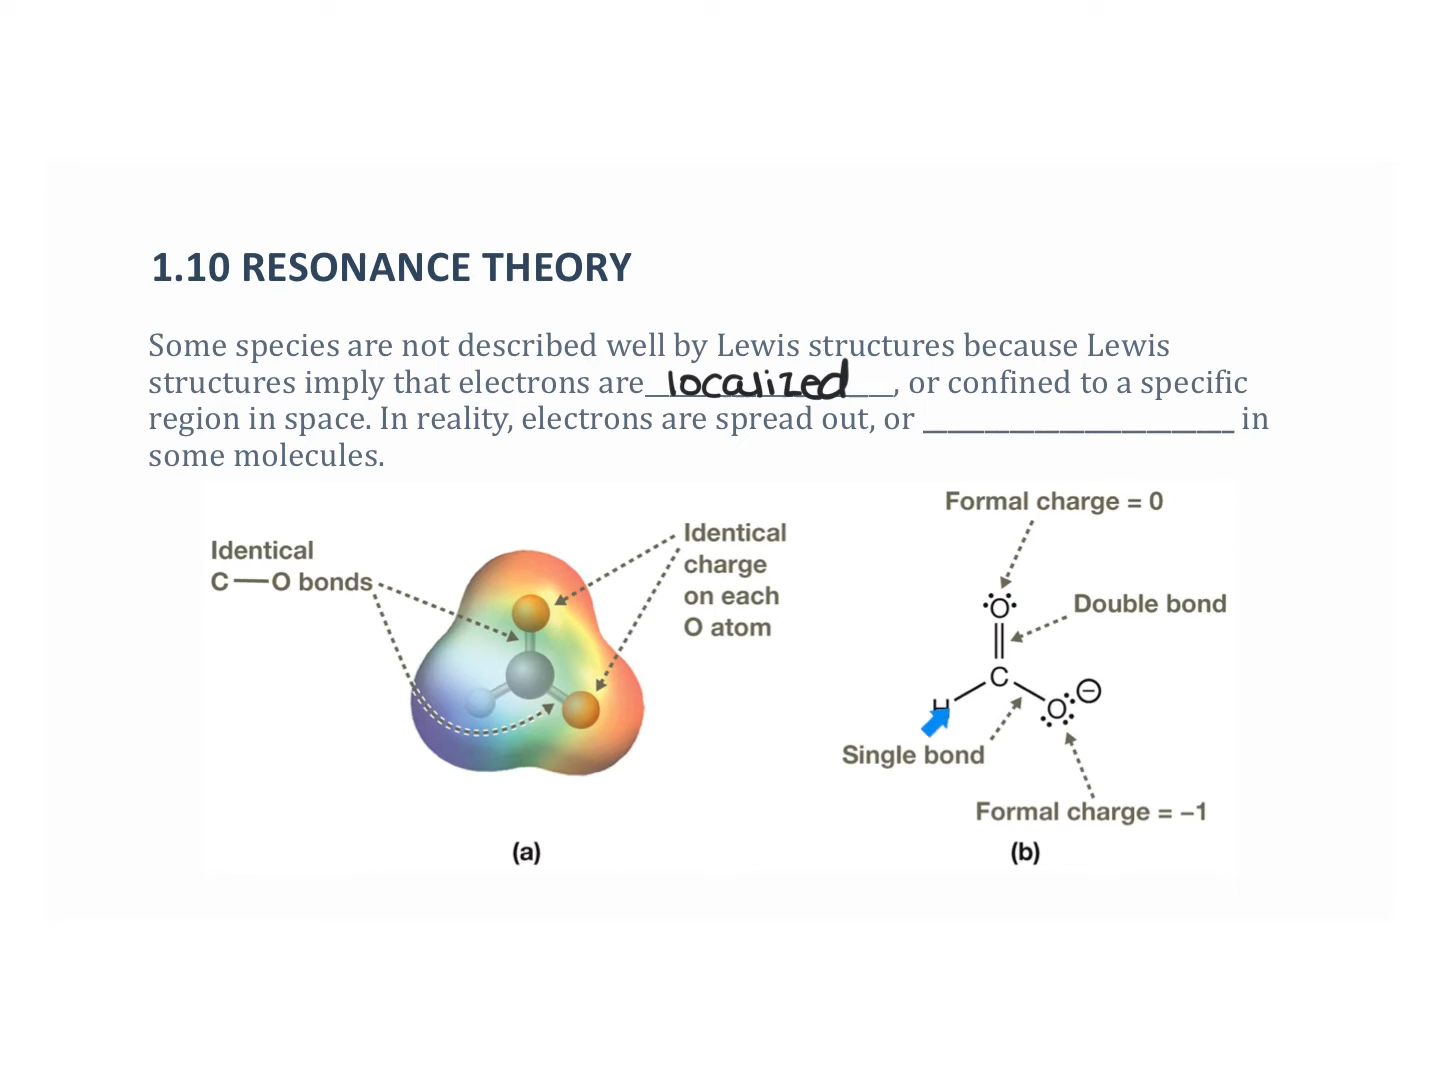 1.10 RESONANCE THEORY
Some species are not described well by Lewis structures because Lewis
structures imply that electrons are localized, or confined to a specific
region in space. In reality, electrons are spread out, or ____________________ in
some molecules.
Identical
C—O bonds
Identical
charge
on each
O atom
(a)
Formal charge = 0
O
Double bond
C
H
O ⊖
Single bond
Formal charge = −1
(b)